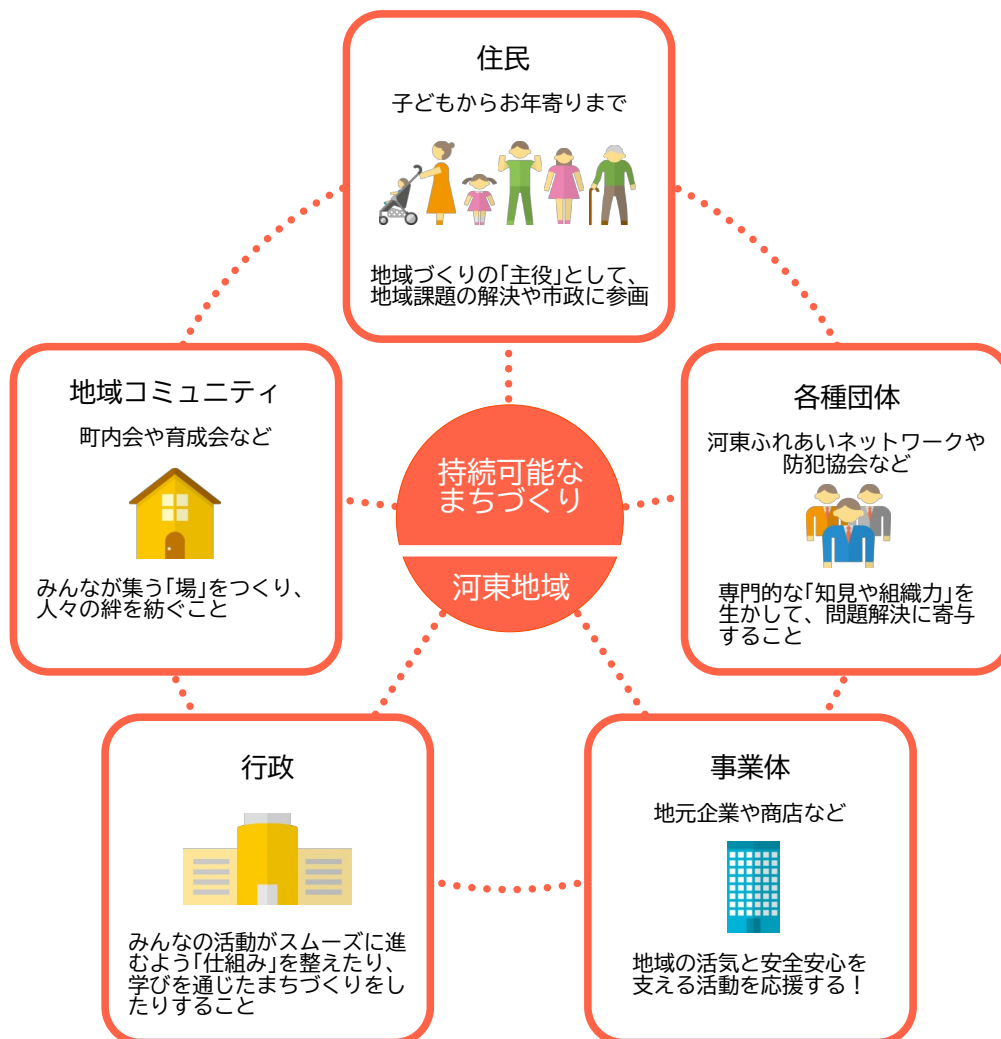 住民
子どもからお年寄りまで
地域づくりの｢主役｣として、
地域課題の解決や市政に参画
地域コミュニティ
町内会や育成会など
みんなが集う｢場｣をつくり、
人々の絆を紡ぐこと
持続可能な
まちづくり
河東地域
各種団体
河東ふれあいネットワークや
防犯協会など
専門的な｢知見や組織力｣を
生かして、問題解決に寄与
すること
行政
みんなの活動がスムーズに進
むよう｢仕組み｣を整えたり、
学びを通じたまちづくりをし
たりすること
事業体
地元企業や商店など
地域の活気と安全安心を
支える活動を応援する！